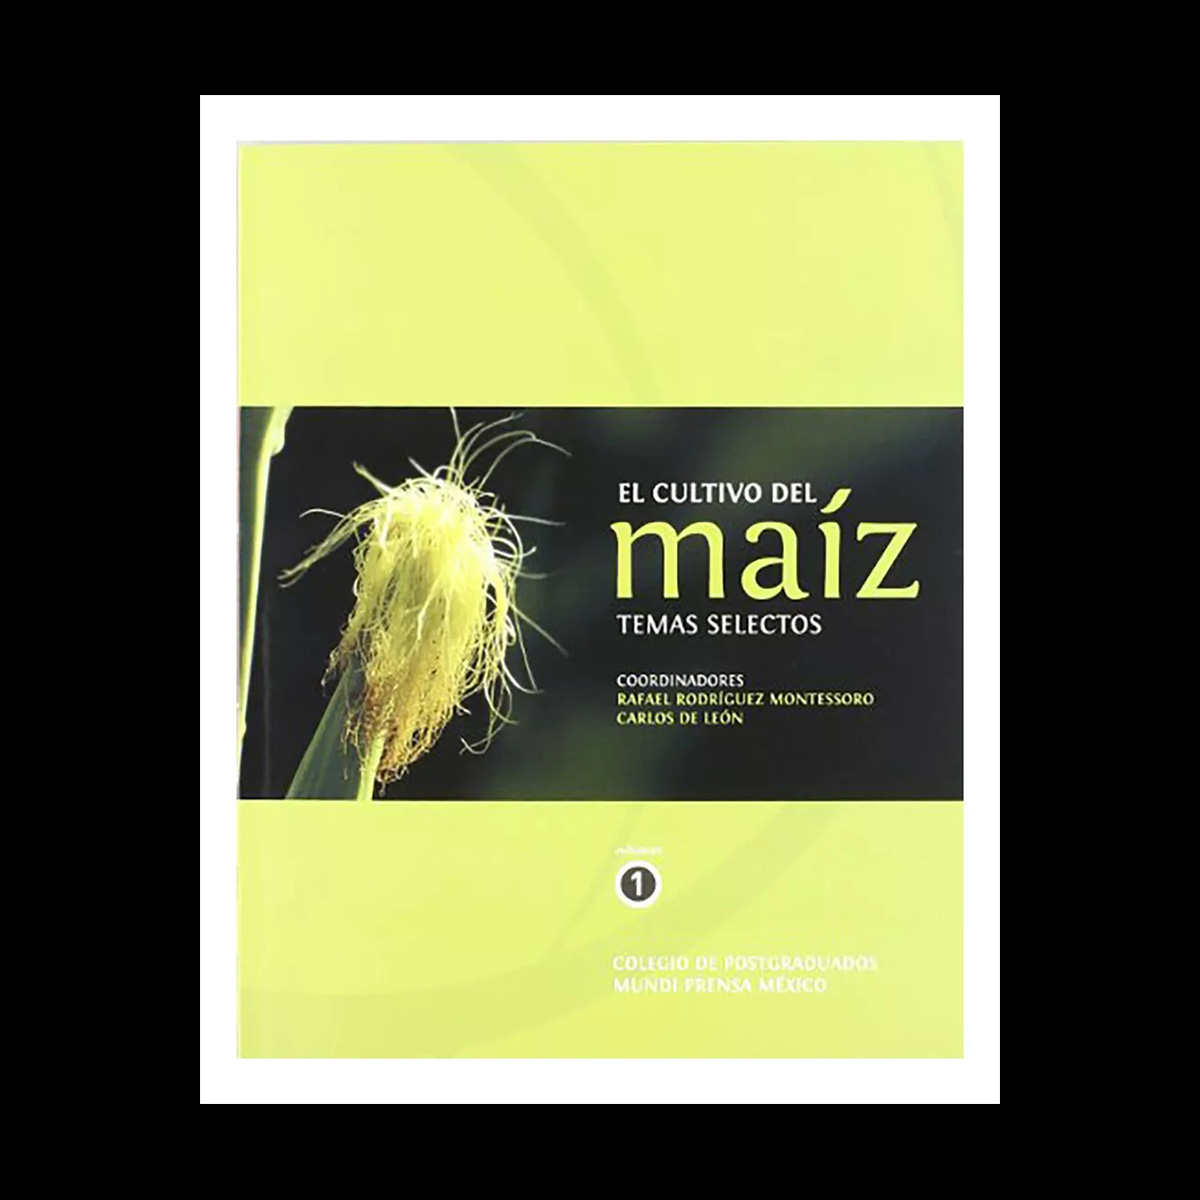 EL CULTIVO DEL
maíz
TEMAS SELECTOS
COORDINADORES
RAFAEL RODRÍGUEZ MONTESSORO
CARLOS DE LEÓN
volumen
1
COLEGIO DE POSTGRADUADOS
MUNDI-PRENSA MÉXICO